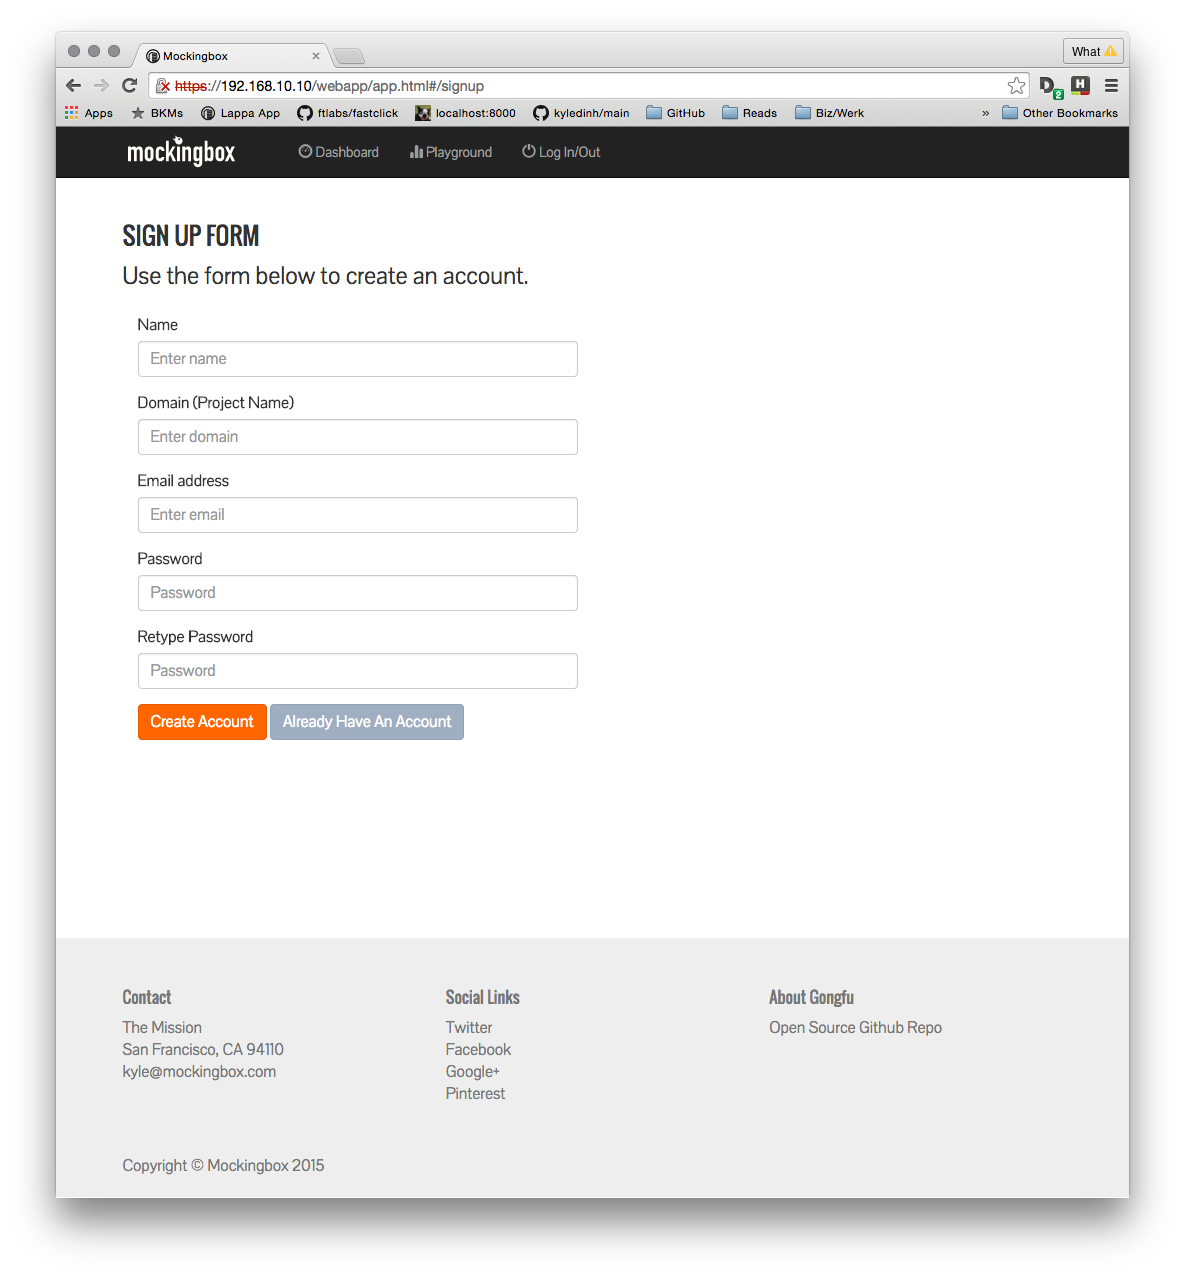 Mockingbox
What
https://192.168.10.10/webapp/app.html#/signup
D 2 H
Apps BKMs Lappa App ftlabs/fastclick localhost:8000 kyledinh/main GitHub Reads Biz/Werk » Other Bookmarks
mockingbox Dashboard Playground Log In/Out
SIGN UP FORM
Use the form below to create an account.
Name
Enter name
Domain (Project Name)
Enter domain
Email address
Enter email
Password
Password
Retype Password
Password
Create Account Already Have An Account
Contact
The Mission
San Francisco, CA 94110
kyle@mockingbox.com
Social Links
Twitter
Facebook
Google+
Pinterest
About Gongfu
Open Source Github Repo
Copyright © Mockingbox 2015